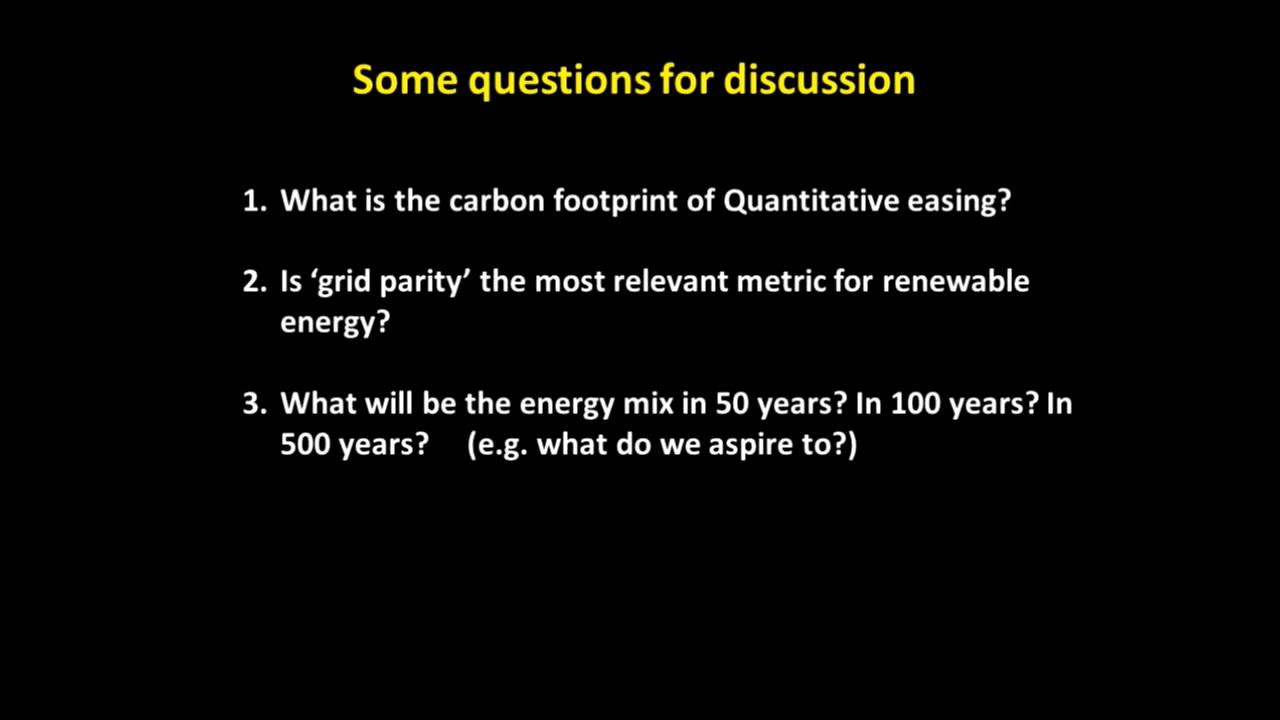 Some questions for discussion
1. What is the carbon footprint of Quantitative easing?
2. Is ‘grid parity’ the most relevant metric for renewable
energy?
3. What will be the energy mix in 50 years? In 100 years? In
500 years? (e.g. what do we aspire to?)